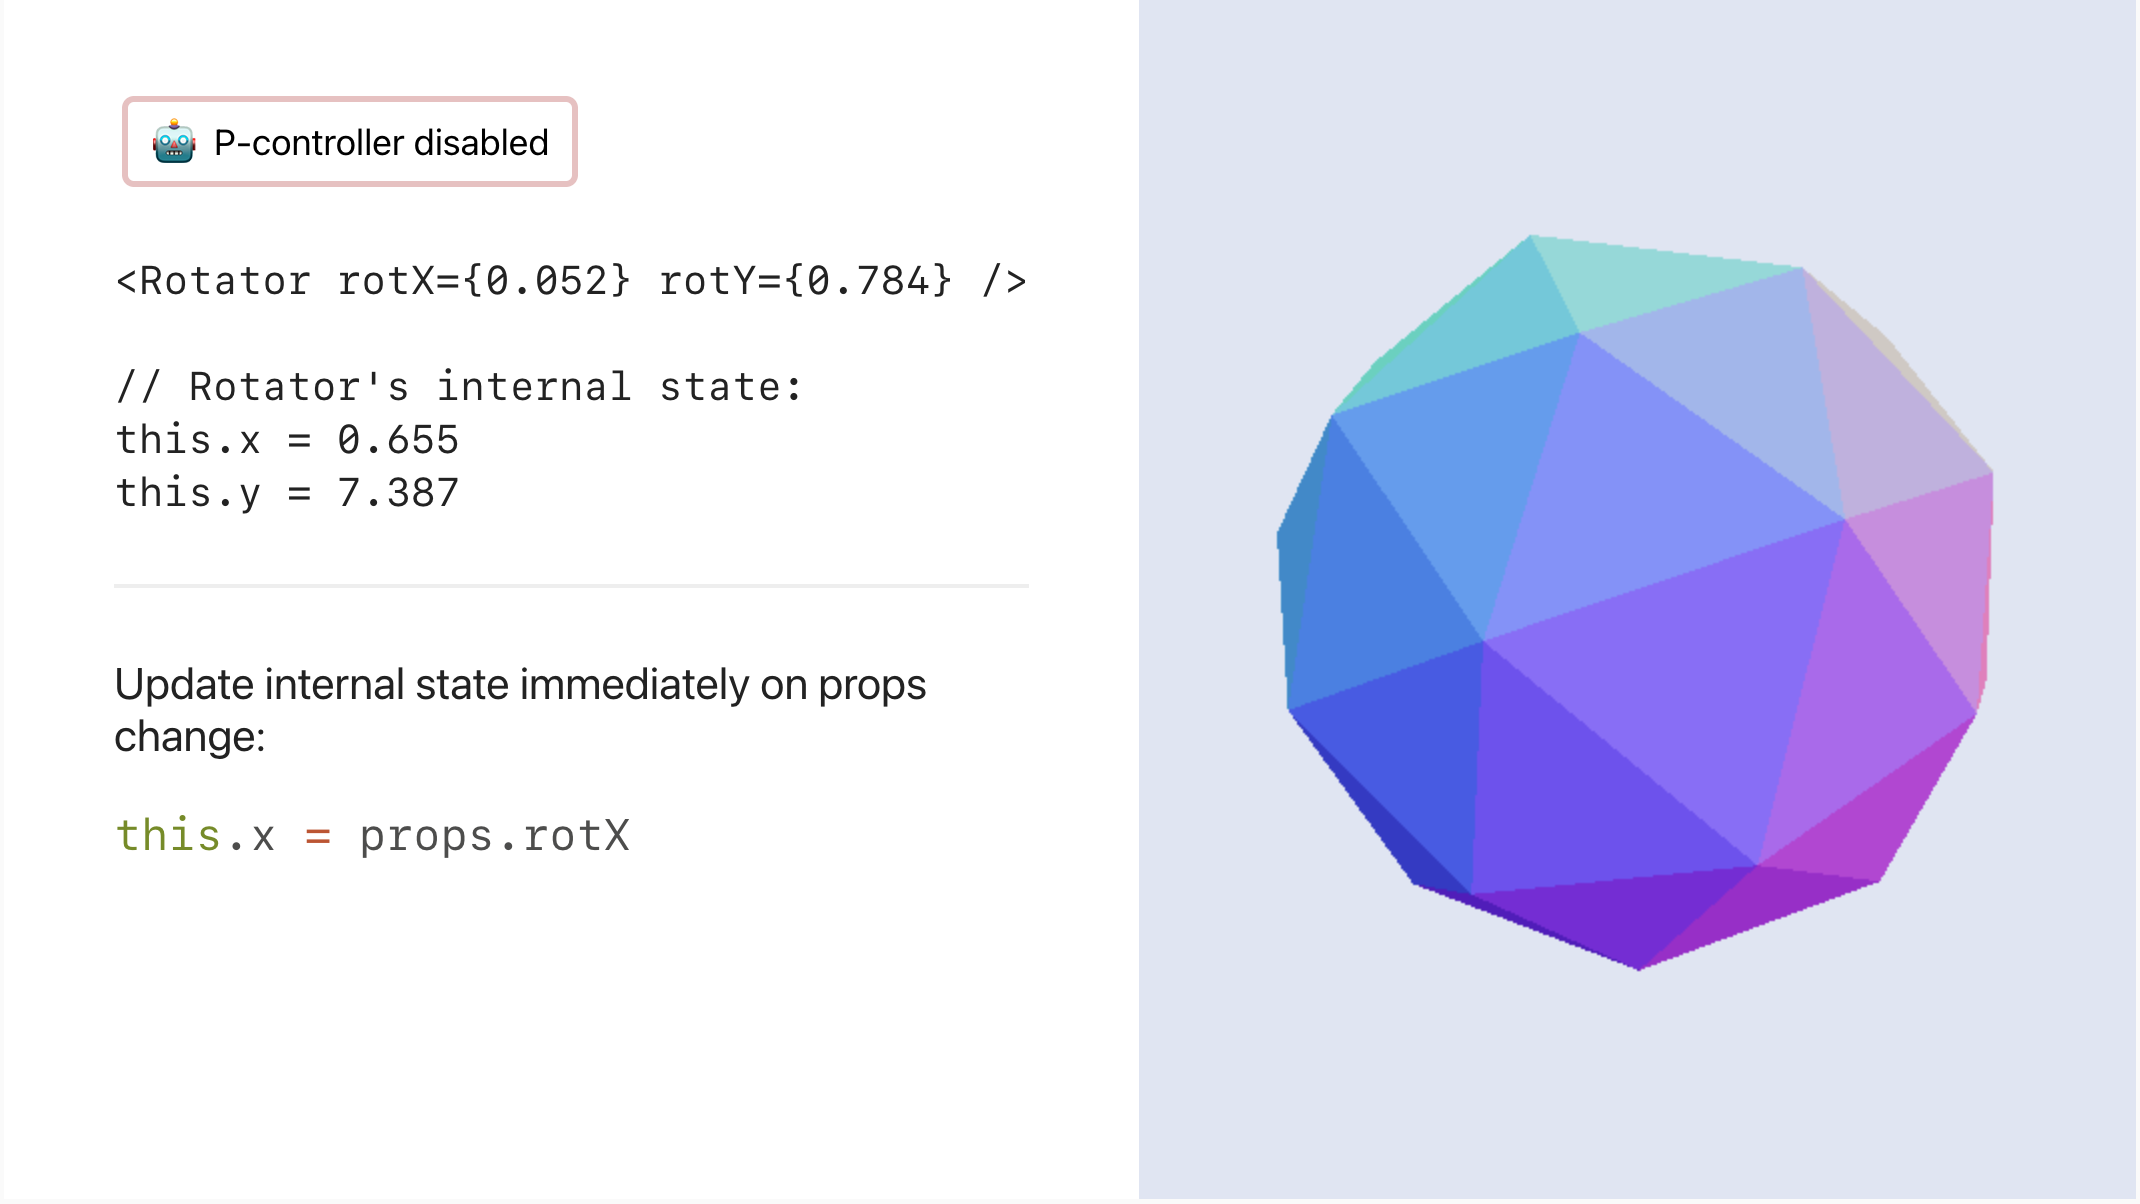 🤖 P-controller disabled
<Rotator rotX={0.052} rotY={0.784} />
// Rotator's internal state:
this.x = 0.655
this.y = 7.387
Update internal state immediately on props
change:
this.x = props.rotX